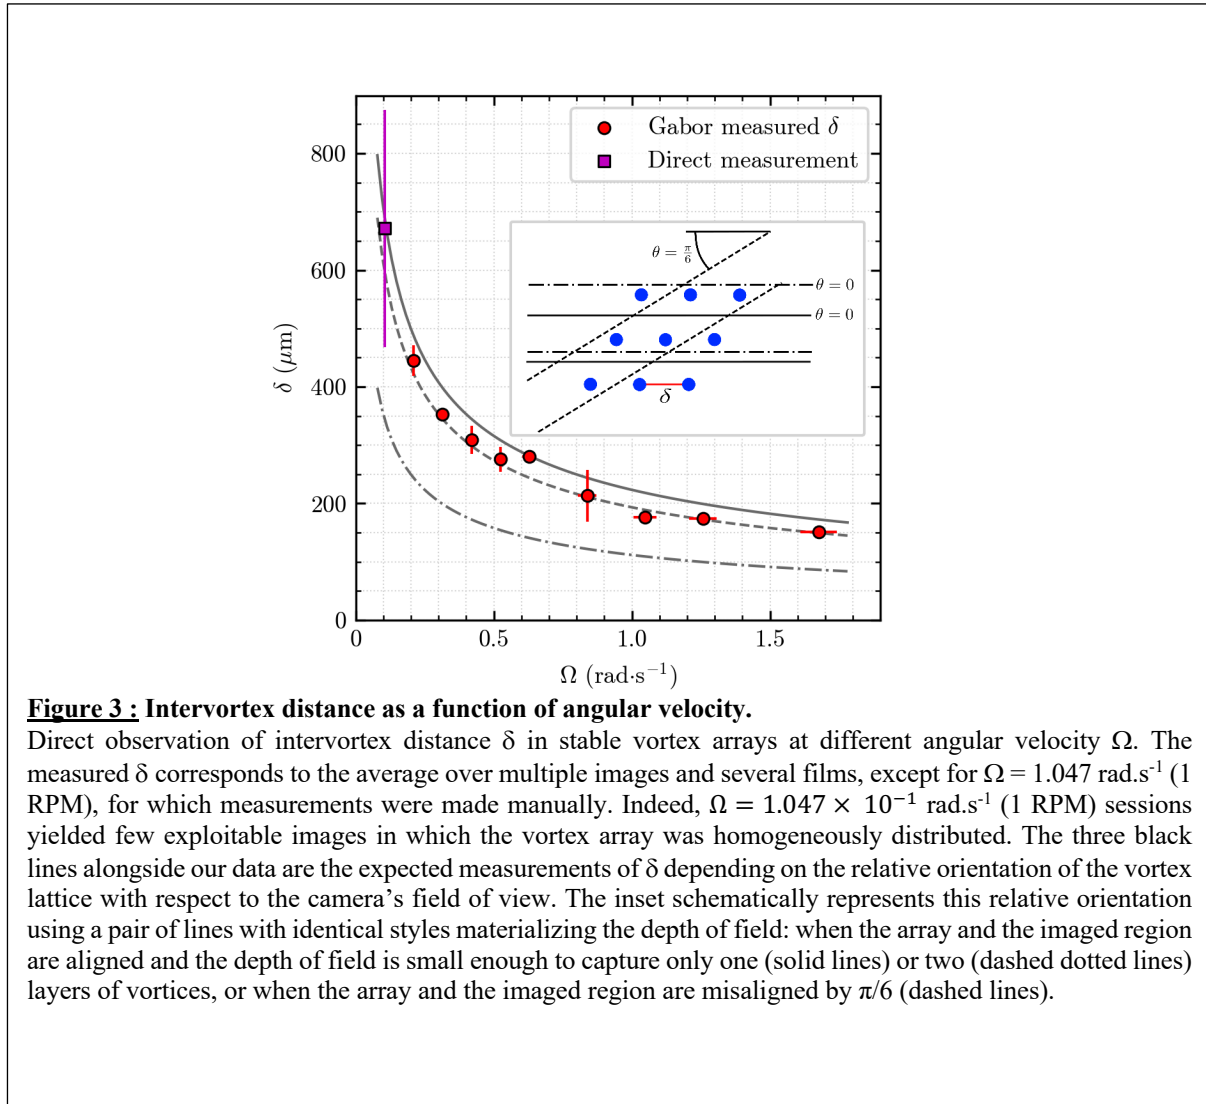 800
600
400
200
0
δ (μm)
Gabor measured δ
Direct measurement
θ = π/6
θ = 0
θ = 0
δ
0
0.5
1.0
1.5
Ω (rad·s⁻¹)
Figure 3 : Intervortex distance as a function of angular velocity.
Direct observation of intervortex distance δ in stable vortex arrays at different angular velocity Ω. The
measured δ corresponds to the average over multiple images and several films, except for Ω = 1.047 rad.s⁻¹ (1
RPM), for which measurements were made manually. Indeed, Ω = 1.047 × 10⁻¹ rad.s⁻¹ (1 RPM) sessions
yielded few exploitable images in which the vortex array was homogeneously distributed. The three black
lines alongside our data are the expected measurements of δ depending on the relative orientation of the vortex
lattice with respect to the camera's field of view. The inset schematically represents this relative orientation
using a pair of lines with identical styles materializing the depth of field: when the array and the imaged region
are aligned and the depth of field is small enough to capture only one (solid lines) or two (dashed dotted lines)
layers of vortices, or when the array and the imaged region are misaligned by π/6 (dashed lines).